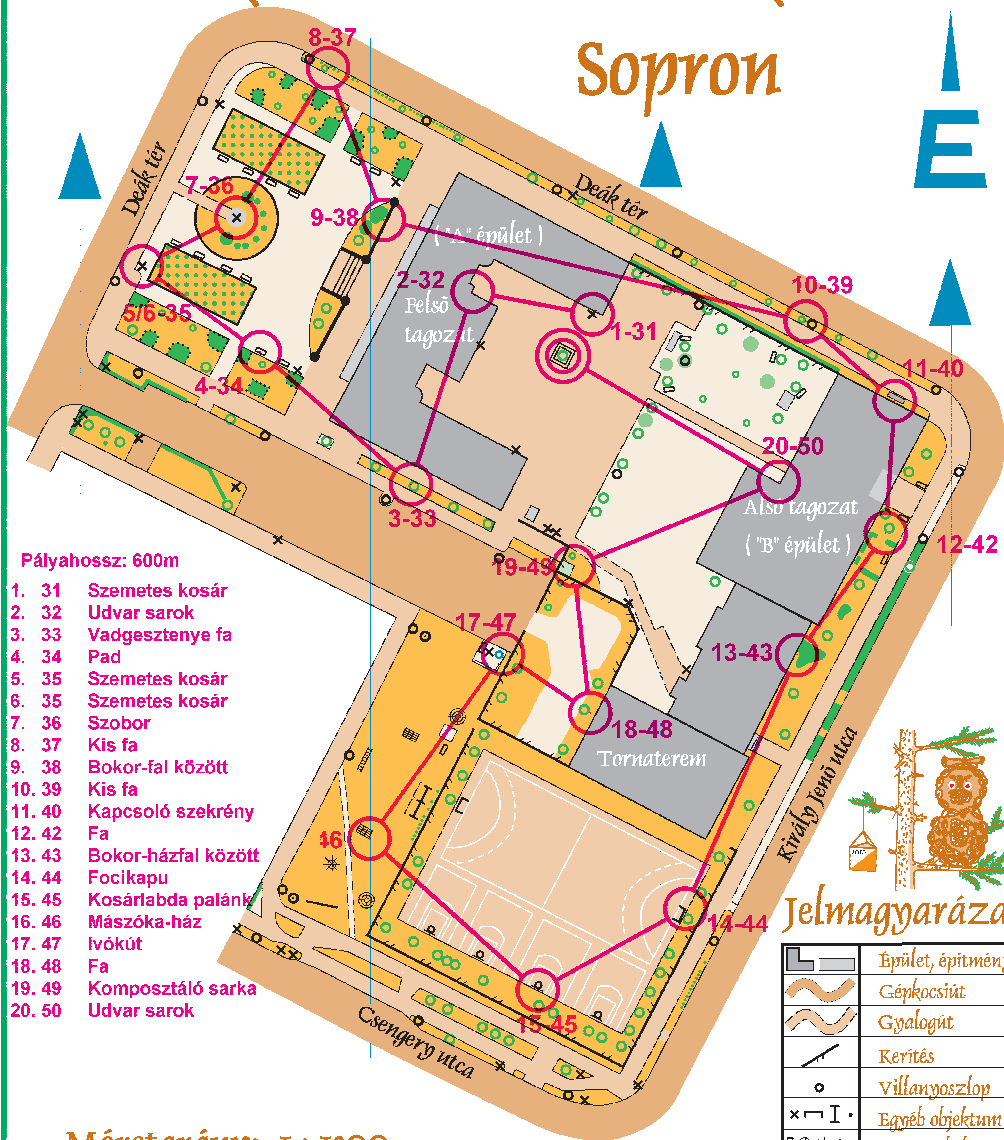 Sopron
E
8-37
Deák tér
Deák tér
7-36
9-38
( "A" épület )
2-32
10-39
Felső
tagozat
5/6-35
1-31
4-34
11-40
20-50
3-33
Alsó tagozat
( "B" épület )
12-42
19-49
17-47
13-43
18-48
Tornaterem
Király Jenő utca
46
14-44
15-45
Csengery utca
Pályahossz: 600m
1. 31 Szemetes kosár
2. 32 Udvar sarok
3. 33 Vadgesztenye fa
4. 34 Pad
5. 35 Szemetes kosár
6. 35 Szemetes kosár
7. 36 Szobor
8. 37 Kis fa
9. 38 Bokor-fal között
10. 39 Kis fa
11. 40 Kapcsoló szekrény
12. 42 Fa
13. 43 Bokor-házfal között
14. 44 Focikapu
15. 45 Kosárlabda palánk
16. 46 Mászóka-ház
17. 47 Ivókút
18. 48 Fa
19. 49 Komposztáló sarka
20. 50 Udvar sarok
Jelmagyaráza
Épület, építmén
Gépkocsiút
Gyalogút
Kerítés
Villanyoszlop
Egyéb objektum